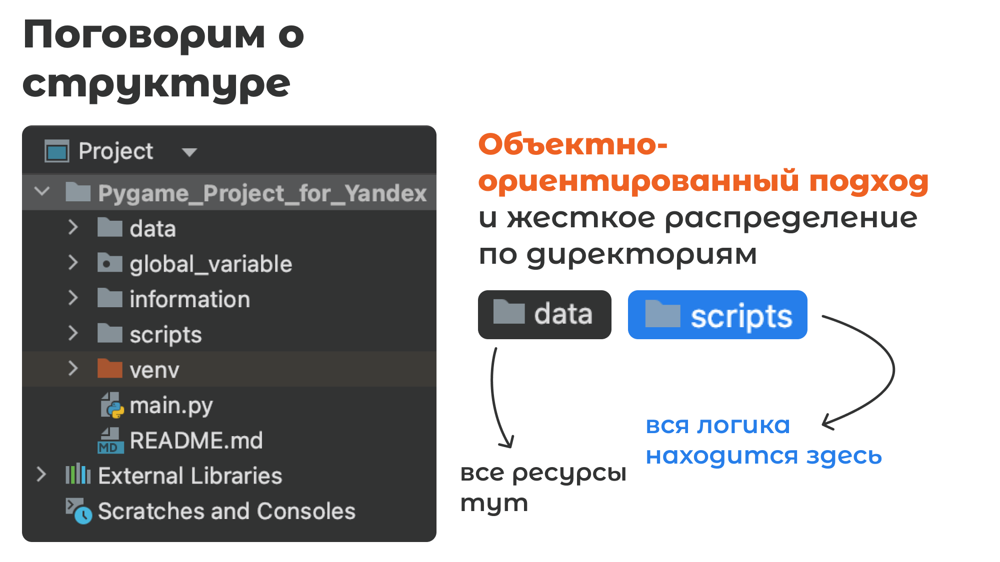 Поговорим о
структуре
Project
Pygame_Project_for_Yandex
data
global_variable
information
scripts
venv
main.py
MD README.md
External Libraries
Scratches and Consoles
Объектно-
ориентированный подход
и жесткое распределение
по директориям
data
scripts
вся логика
находится здесь
все ресурсы
тут